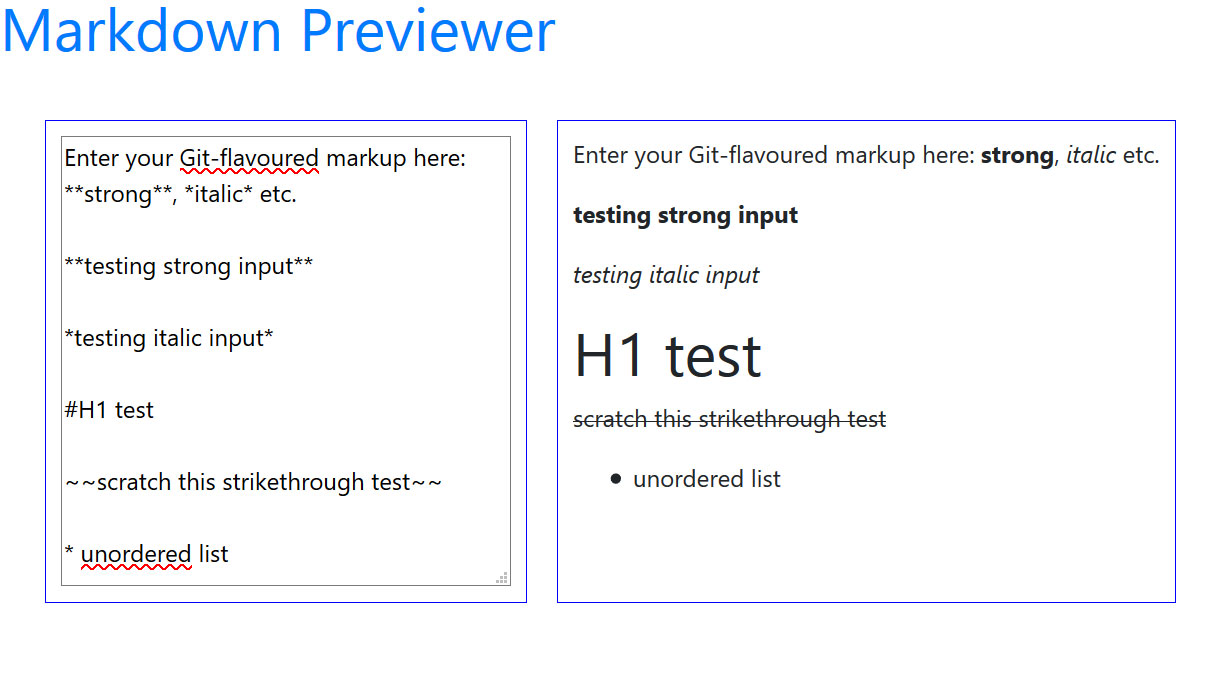 Markdown Previewer
Enter your Git-flavoured markup here:
**strong**, *italic* etc.
**testing strong input**
*testing italic input*
#H1 test
~~scratch this strikethrough test~~
* unordered list
Enter your Git-flavoured markup here: strong, italic etc.
testing strong input
testing italic input
H1 test
scratch this strikethrough test
• unordered list